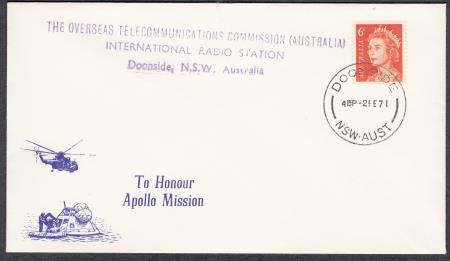 THE OVERSEAS TELECOMMUNICATIONS COMMISSION (AUSTRALIA)
INTERNATIONAL RADIO STATION
Doonside, N.S.W, Australia
6c
AUSTRALIA
DOONSIDE
2FE71
NSW-AUST
To Honour
Apollo Mission